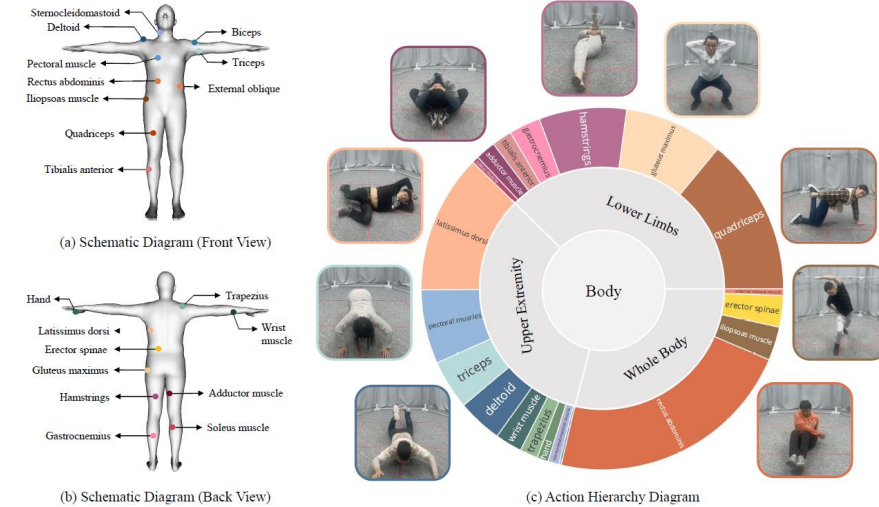 Sternocleidomastoid
Deltoid
Biceps
Triceps
Pectoral muscle
Rectus abdominis
External oblique
Iliopsoas muscle
Quadriceps
Tibialis anterior
(a) Schematic Diagram (Front View)
Hand
Trapezius
Latissimus dorsi
Wrist
muscle
Erector spinae
Gluteus maximus
Hamstrings
Adductor muscle
Gastrocnemius
Soleus muscle
(b) Schematic Diagram (Back View)
Body
Lower Limbs
Upper Extremity
Whole Body
quadriceps
gluteus maximus
hamstrings
gastrocnemius
tibialis anterior
adductor muscle
latissimus dorsi
pectoral muscles
triceps
deltoid
wrist muscle
trapezius
hand
rectus abdomines
iliopsoas muscle
erector spinae
(c) Action Hierarchy Diagram